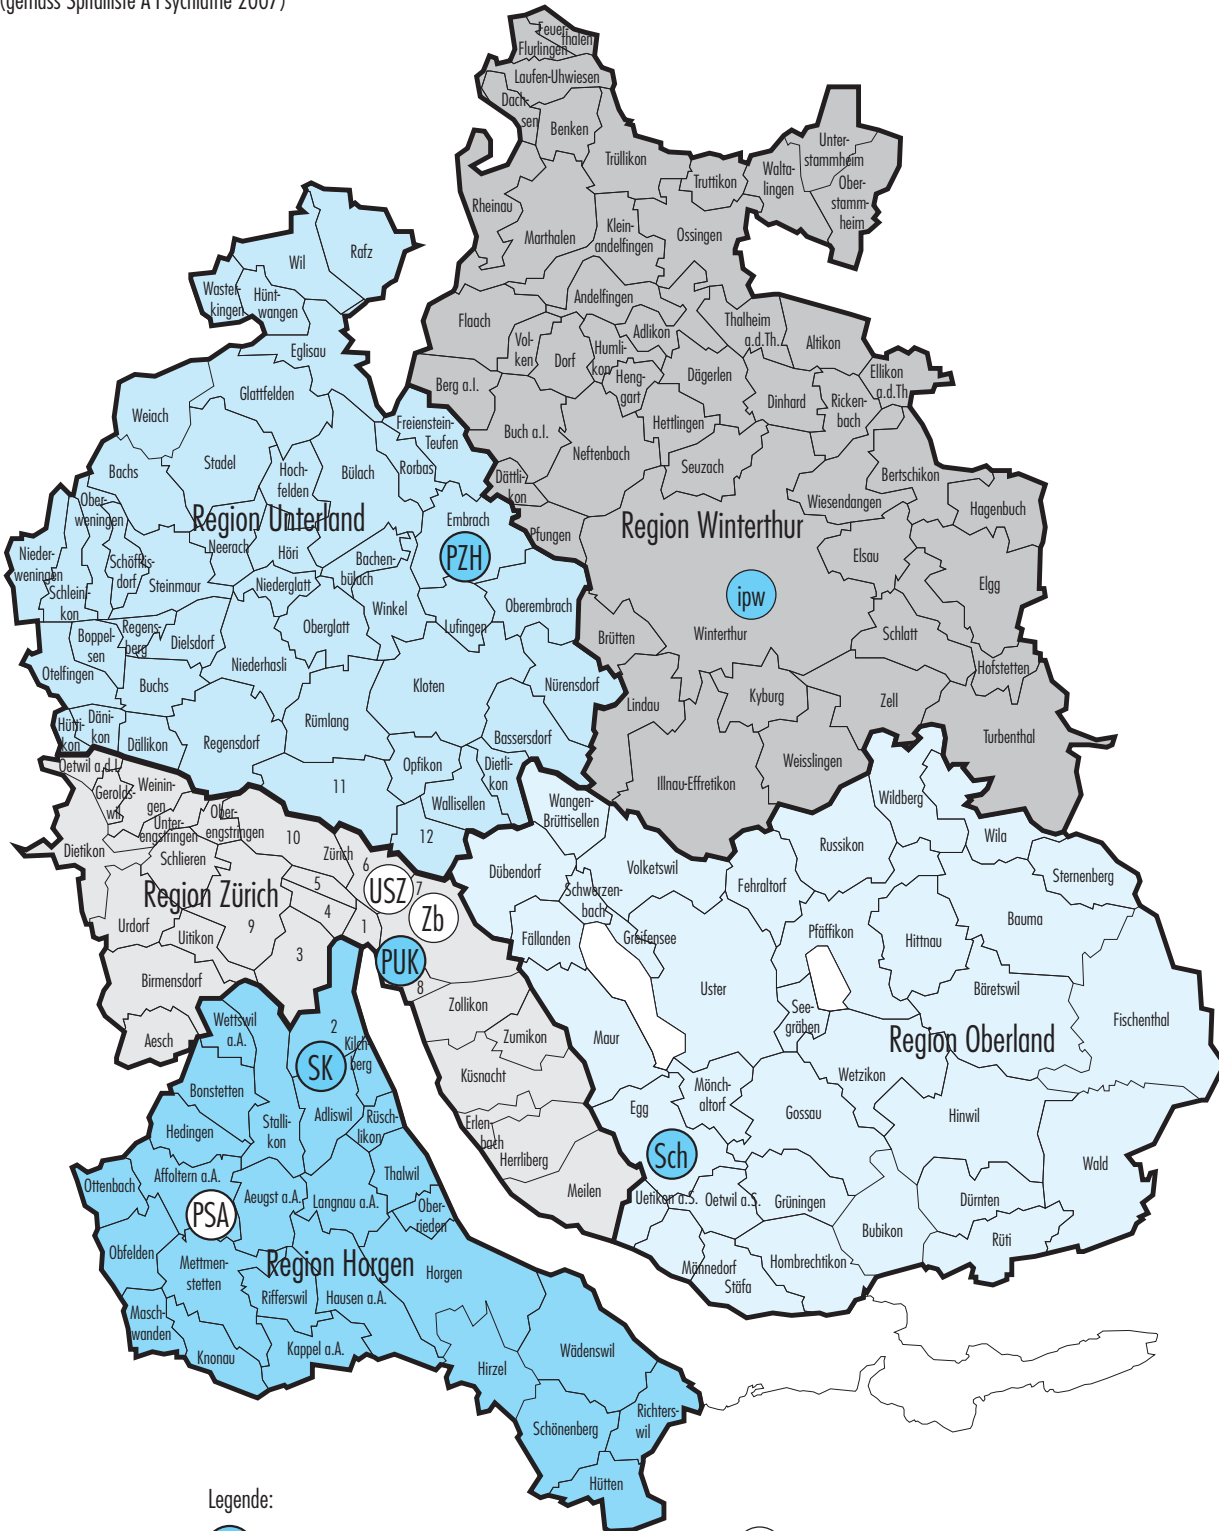 (gemäss Spitalliste A Psychiatrie 2007)
Feuer-
thalen
Flurlingen
Laufen-Uhwiesen
Dach-
sen
Benken
Trüllikon
Truttikon
Walta-
lingen
Unter-
stammheim
Ober-
stamm-
heim
Rheinau
Marthalen
Klein-
andelfingen
Ossingen
Andelfingen
Flaach
Vol-
ken
Dorf
Humli-
kon
Adlikon
Heng-
gart
Thalheim
a.d.Th.
Altikon
Ellikon
a.d.Th.
Berg a.I.
Dägerlen
Dinhard
Ricken-
bach
Buch a.I.
Hettlingen
Neftenbach
Seuzach
Bertschikon
Dättli-
kon
Wiesendangen
Hagenbuch
Pfungen
Region Winterthur
Elsau
Elgg
ipw
Winterthur
Brütten
Schlatt
Hofstetten
Lindau
Kyburg
Zell
Turbenthal
Weisslingen
Illnau-Effretikon
Wil
Rafz
Waster-
kingen
Hünt-
wangen
Eglisau
Glattfelden
Weiach
Freienstein-
Teufen
Stadel
Bachs
Hoch-
felden
Bülach
Rorbas
Ober-
weningen
Region Unterland
Embrach
PZH
Nieder-
weningen
Schöfflis-
dorf
Neerach
Höri
Bachen-
bülach
Schlein-
kon
Steinmaur
Niederglatt
Winkel
Oberembrach
Boppel-
sen
Regens-
berg
Dielsdorf
Oberglatt
Lufingen
Otelfingen
Niederhasli
Buchs
Kloten
Nürensdorf
Hütti-
kon
Däni-
kon
Dällikon
Regensdorf
Rümlang
Bassersdorf
Opfikon
Dietli-
kon
11
Wallisellen
12
Oetwil a.d.L.
Gerolds-
wil
Weinin-
gen
Unter-
engstringen
Ober-
engstringen
10
Dietikon
Schlieren
Zürich
6
7
5
USZ
Region Zürich
4
Zb
Urdorf
Uitikon
9
1
3
PUK
Birmensdorf
8
Aesch
Zollikon
Zumikon
Küsnacht
Erlen-
bach
Herrliberg
Meilen
Wangen-
Brüttisellen
Wildberg
Russikon
Wila
Dübendorf
Volketswil
Fehraltorf
Sternenberg
Schwerzen-
bach
Bauma
Fällanden
Greifensee
Pfäffikon
Hittnau
Uster
Bäretswil
See-
gräben
Region Oberland
Fischenthal
Maur
Wetzikon
Mönch-
altorf
Egg
Gossau
Hinwil
Sch
Wald
Uetikon a.S.
Oetwil a.S.
Grüningen
Dürnten
Bubikon
Rüti
Männedorf
Hombrechtikon
Stäfa
Wettswil
a.A.
2
Kilch-
berg
SK
Bonstetten
Stalli-
kon
Adliswil
Rüsch-
likon
Hedingen
Thalwil
Ottenbach
Affoltern a.A.
Aeugst a.A.
Langnau a.A.
Ober-
rieden
PSA
Obfelden
Mettmen-
stetten
Region Horgen
Horgen
Rifferswil
Hausen a.A.
Masch-
wanden
Knonau
Kappel a.A.
Hirzel
Wädenswil
Schönenberg
Richters-
wil
Hütten
Legende: